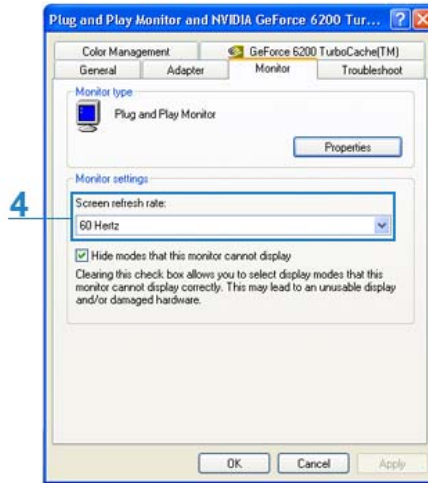 Plug and Play Monitor and NVIDIA GeForce 6200 Tur...
Color Management
GeForce 6200 TurboCache(TM)
General
Adapter
Monitor
Troubleshoot
Monitor type
Plug and Play Monitor
Properties
Monitor settings
4
Screen refresh rate:
60 Hertz
Hide modes that this monitor cannot display
Clearing this check box allows you to select display modes that this
monitor cannot display correctly. This may lead to an unusable display
and/or damaged hardware.
OK
Cancel
Apply